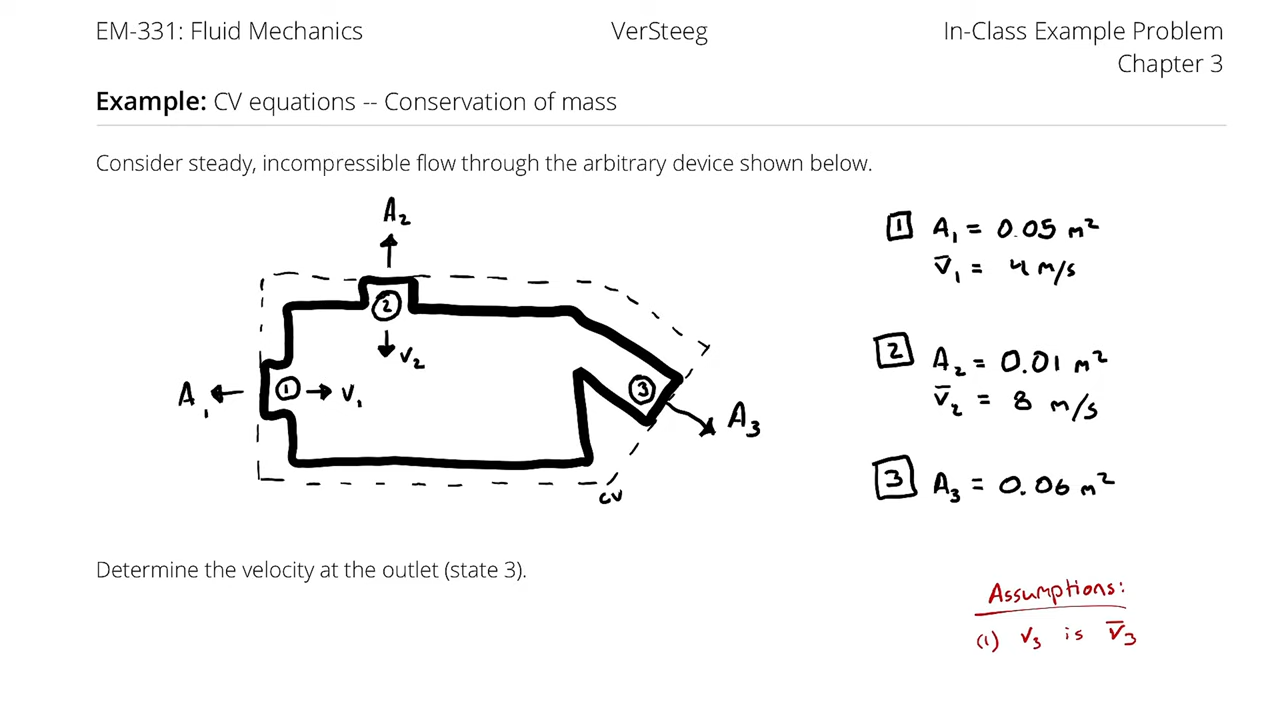 EM-331: Fluid Mechanics VerSteeg In-Class Example Problem
Chapter 3
Example: CV equations -- Conservation of mass
Consider steady, incompressible flow through the arbitrary device shown below.
A₂
② 
V₂
A₁
①
V₁
③
A₃
CV
1 A₁ = 0.05 m²
V̅₁ = 4 m/s
2 A₂ = 0.01 m²
V̅₂ = 8 m/s
3 A₃ = 0.06 m²
Determine the velocity at the outlet (state 3).
Assumptions:
(1) V₃ is V̅₃